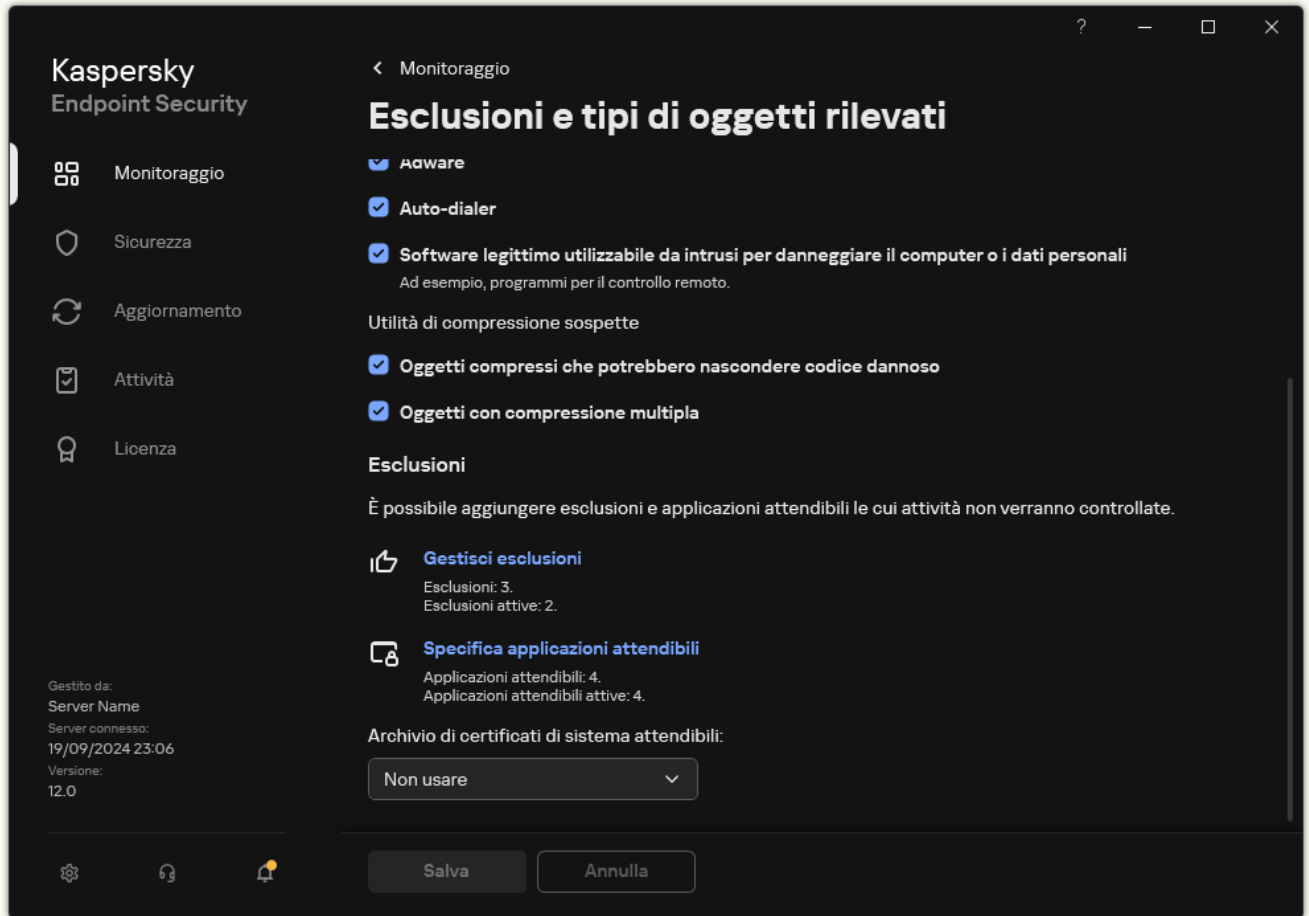 ?
Kaspersky
Endpoint Security
Monitoraggio
Sicurezza
Aggiornamento
Attività
Licenza
Gestito da:
Server Name
Server connesso:
19/09/2024 23:06
Versione:
12.0
Monitoraggio
Esclusioni e tipi di oggetti rilevati
Adware
Auto-dialer
Software legittimo utilizzabile da intrusi per danneggiare il computer o i dati personali
Ad esempio, programmi per il controllo remoto.
Utilità di compressione sospette
Oggetti compressi che potrebbero nascondere codice dannoso
Oggetti con compressione multipla
Esclusioni
È possibile aggiungere esclusioni e applicazioni attendibili le cui attività non verranno controllate.
Gestisci esclusioni
Esclusioni: 3.
Esclusioni attive: 2.
Specifica applicazioni attendibili
Applicazioni attendibili: 4.
Applicazioni attendibili attive: 4.
Archivio di certificati di sistema attendibili:
Non usare
Salva
Annulla